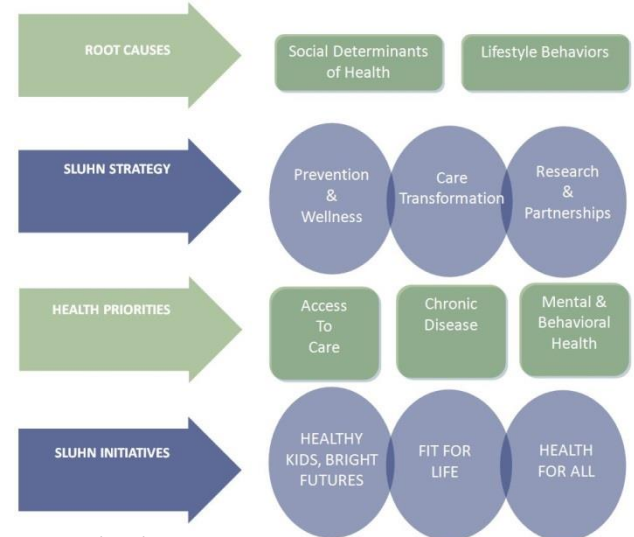 ROOT CAUSES
Social Determinants
of Health
Lifestyle Behaviors
SLUHN STRATEGY
Prevention
&
Wellness
Care
Transformation
Research
&
Partnerships
HEALTH PRIORITIES
Access
To
Care
Chronic
Disease
Mental &
Behavioral
Health
SLUHN INITIATIVES
HEALTHY
KIDS, BRIGHT
FUTURES
FIT FOR
LIFE
HEALTH
FOR ALL